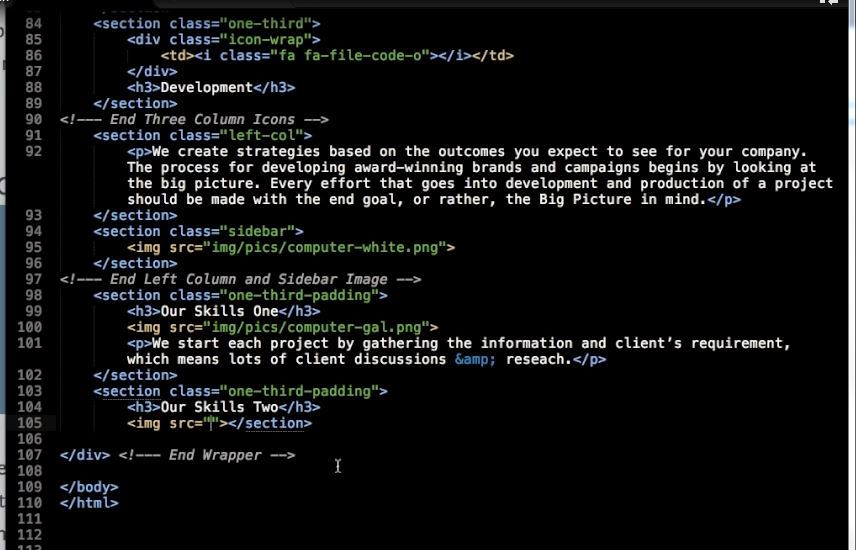 84 <section class="one-third">
85 <div class="icon-wrap">
86 <td><i class="fa fa-file-code-o"></i></td>
87 </div>
88 <h3>Development</h3>
89 </section>
90 <!--- End Three Column Icons -->
91 <section class="left-col">
92 <p>We create strategies based on the outcomes you expect to see for your company.
The process for developing award-winning brands and campaigns begins by looking at
the big picture. Every effort that goes into development and production of a project
should be made with the end goal, or rather, the Big Picture in mind.</p>
93 </section>
94 <section class="sidebar">
95 <img src="img/pics/computer-white.png">
96 </section>
97 <!--- End Left Column and Sidebar Image -->
98 <section class="one-third-padding">
99 <h3>Our Skills One</h3>
100 <img src="img/pics/computer-gal.png">
101 <p>We start each project by gathering the information and client’s requirement,
which means lots of client discussions &amp; reseach.</p>
102 </section>
103 <section class="one-third-padding">
104 <h3>Our Skills Two</h3>
105 <img src=""></section>
106
107 </div> <!--- End Wrapper -->
108
109 </body>
110 </html>
111
112